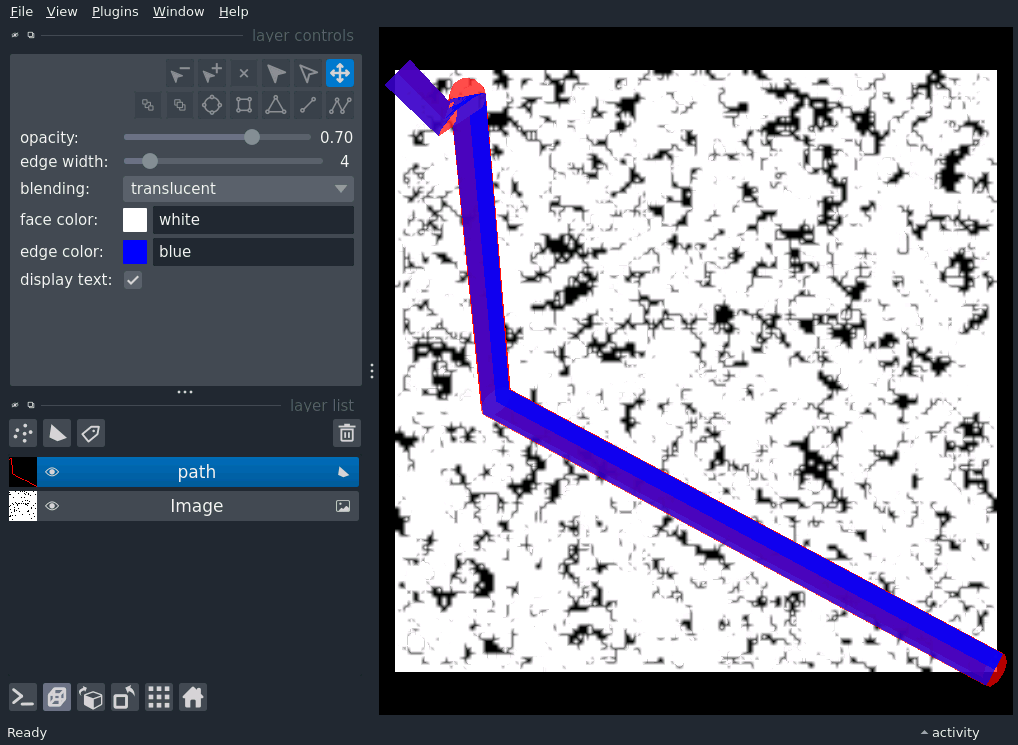 File View Plugins Window Help
layer controls
opacity: 0.70
edge width: 4
blending: translucent
face color: white
edge color: blue
display text:
layer list
path
Image
Ready activity